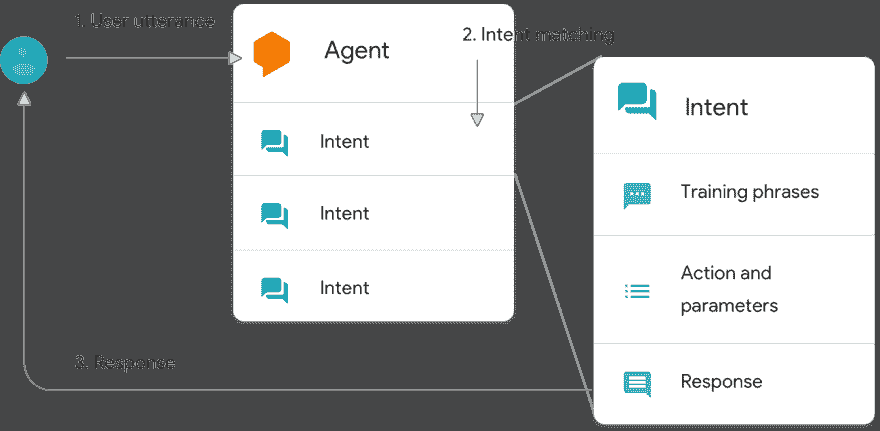 1. User utterance
Agent
2. Intent matching
Intent
Intent
Intent
3. Response
Intent
Training phrases
Action and
parameters
Response